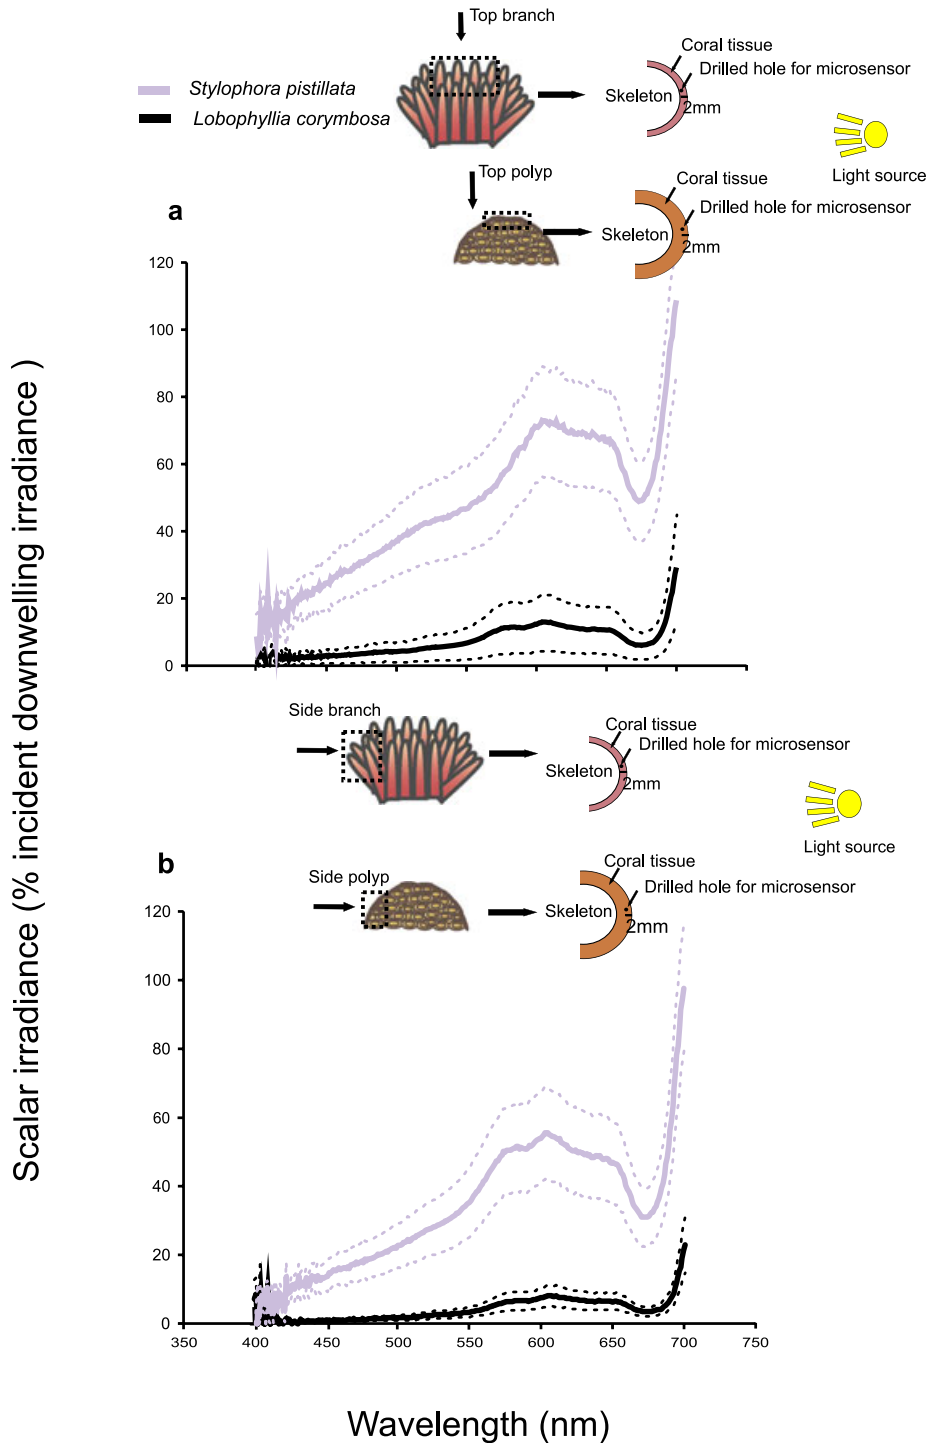 Top branch
Coral tissue
Drilled hole for microsensor
Skeleton
2mm
Stylophora pistillata
Lobophyllia corymbosa
Light source
Top polyp
Coral tissue
Drilled hole for microsensor
Skeleton
2mm
a
120
100
80
60
40
20
0
Side branch
Coral tissue
Drilled hole for microsensor
Skeleton
2mm
Light source
b
Side polyp
Coral tissue
Drilled hole for microsensor
Skeleton
2mm
120
100
80
60
40
20
0
350 400 450 500 550 600 650 700 750
Scalar irradiance (% incident downwelling irradiance )
Wavelength (nm)